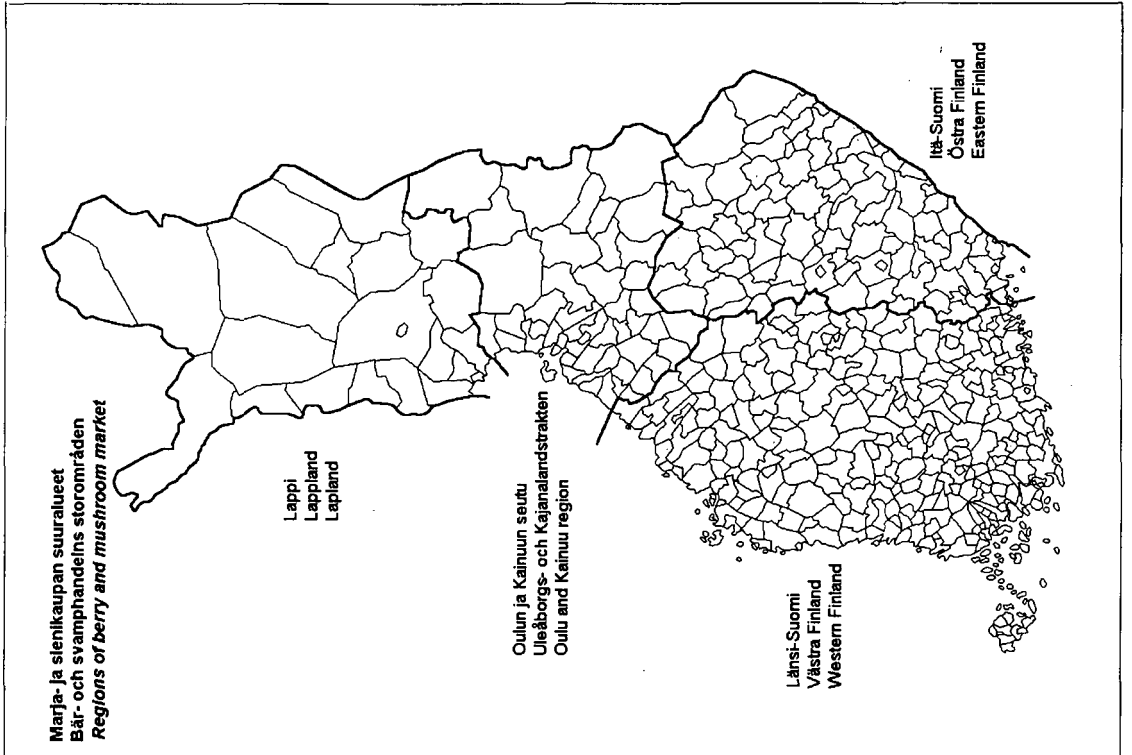 Marja- ja sienikaupan suuralueet
Bär- och svamphandelns storområden
Regions of berry and mushroom market
Lappi
Lappland
Lapland
Oulun ja Kainuun seutu
Uleåborgs- och Kajanalandstrakten
Oulu and Kainuu region
Länsi-Suomi
Västra Finland
Western Finland
Itä-Suomi
Östra Finland
Eastern Finland